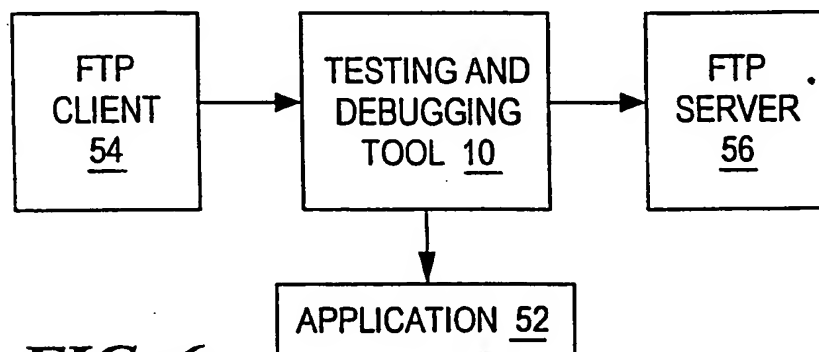 FTP
CLIENT
54
TESTING AND
DEBUGGING
TOOL 10
FTP
SERVER
56
APPLICATION 52
FIG. 6